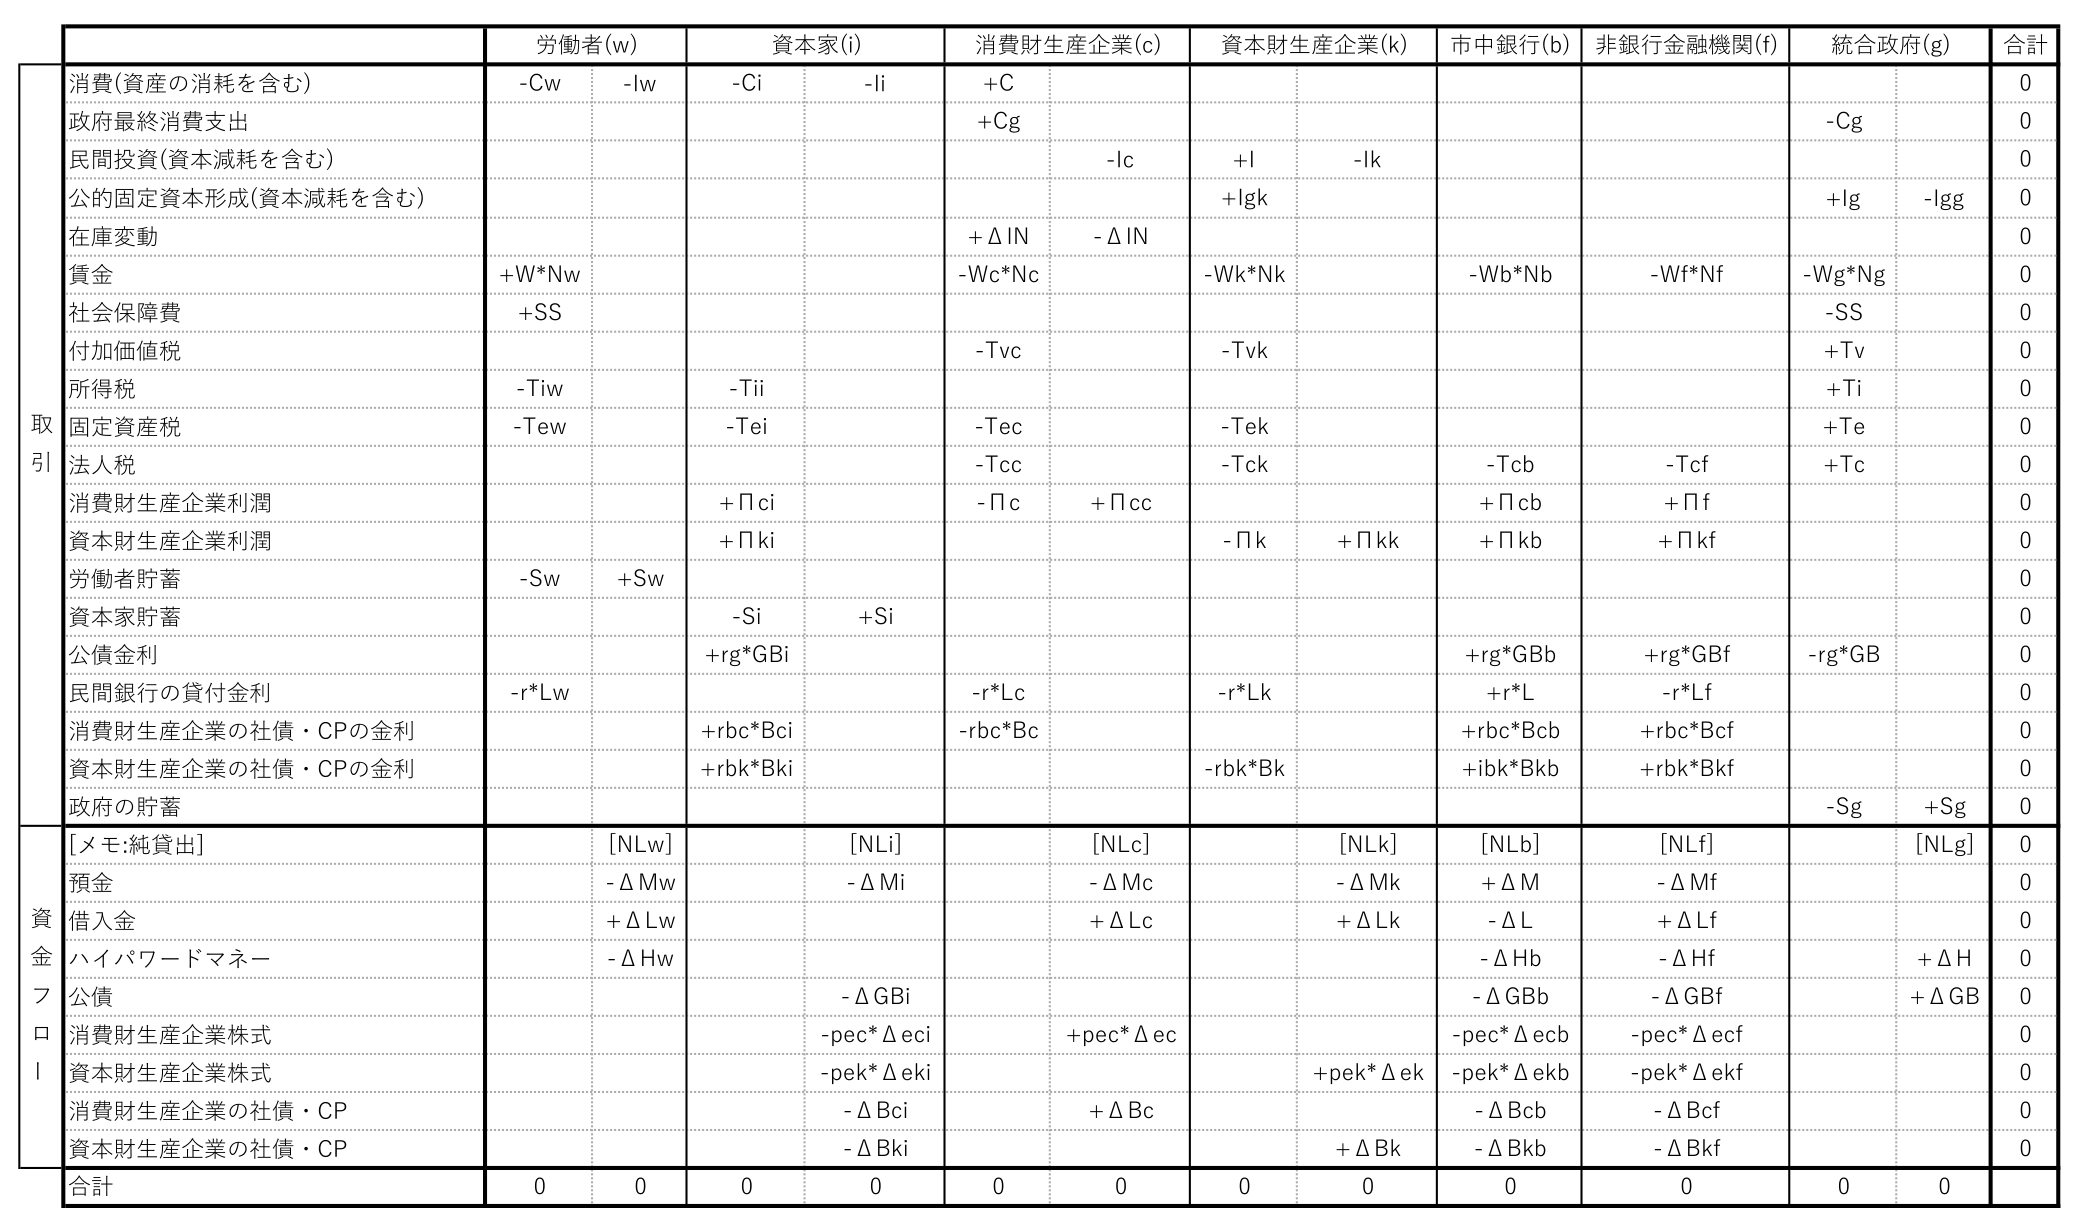 労働者(w) 資本家(i) 消費財生産企業(c) 資本財生産企業(k) 市中銀行(b) 非銀行金融機関(f) 統合政府(g) 合計
取引
消費(資産の消耗を含む) -Cw -Iw -Ci -Ii +C 0
政府最終消費支出 +Cg -Cg 0
民間投資(資本減耗を含む) -Ic +I -Ik 0
公的固定資本形成(資本減耗を含む) +Igk +Ig -Igg 0
在庫変動 +ΔIN -ΔIN 0
賃金 +W*Nw -Wc*Nc -Wk*Nk -Wb*Nb -Wf*Nf -Wg*Ng 0
社会保障費 +SS -SS 0
付加価値税 -Tvc -Tvk +Tv 0
所得税 -Tiw -Tii +Ti 0
固定資産税 -Tew -Tei -Tec -Tek +Te 0
法人税 -Tcc -Tck -Tcb -Tcf +Tc 0
消費財生産企業利潤 +Πci -Πc +Πcc +Πcb +Πf 0
資本財生産企業利潤 +Πki -Πk +Πkk +Πkb +Πkf 0
労働者貯蓄 -Sw +Sw 0
資本家貯蓄 -Si +Si 0
公債金利 +rg*GBi +rg*GBb +rg*GBf -rg*GB 0
民間銀行の貸付金利 -r*Lw -r*Lc -r*Lk +r*L -r*Lf 0
消費財生産企業の社債・CPの金利 +rbc*Bci -rbc*Bc +rbc*Bcb +rbc*Bcf 0
資本財生産企業の社債・CPの金利 +rbk*Bki -rbk*Bk +ibk*Bkb +rbk*Bkf 0
政府の貯蓄 -Sg +Sg 0
資金フロー
[メモ:純貸出] [NLw] [NLi] [NLc] [NLk] [NLb] [NLf] [NLg] 0
預金 -ΔMw -ΔMi -ΔMc -ΔMk +ΔM -ΔMf 0
借入金 +ΔLw +ΔLc +ΔLk -ΔL +ΔLf 0
ハイパワードマネー -ΔHw -ΔHb -ΔHf +ΔH 0
公債 -ΔGBi -ΔGBb -ΔGBf +ΔGB 0
消費財生産企業株式 -pec*Δeci +pec*Δec -pec*Δecb -pec*Δecf 0
資本財生産企業株式 -pek*Δeki +pek*Δek -pek*Δekb -pek*Δekf 0
消費財生産企業の社債・CP -ΔBci +ΔBc -ΔBcb -ΔBcf 0
資本財生産企業の社債・CP -ΔBki +ΔBk -ΔBkb -ΔBkf 0
合計 0 0 0 0 0 0 0 0 0 0 0 0